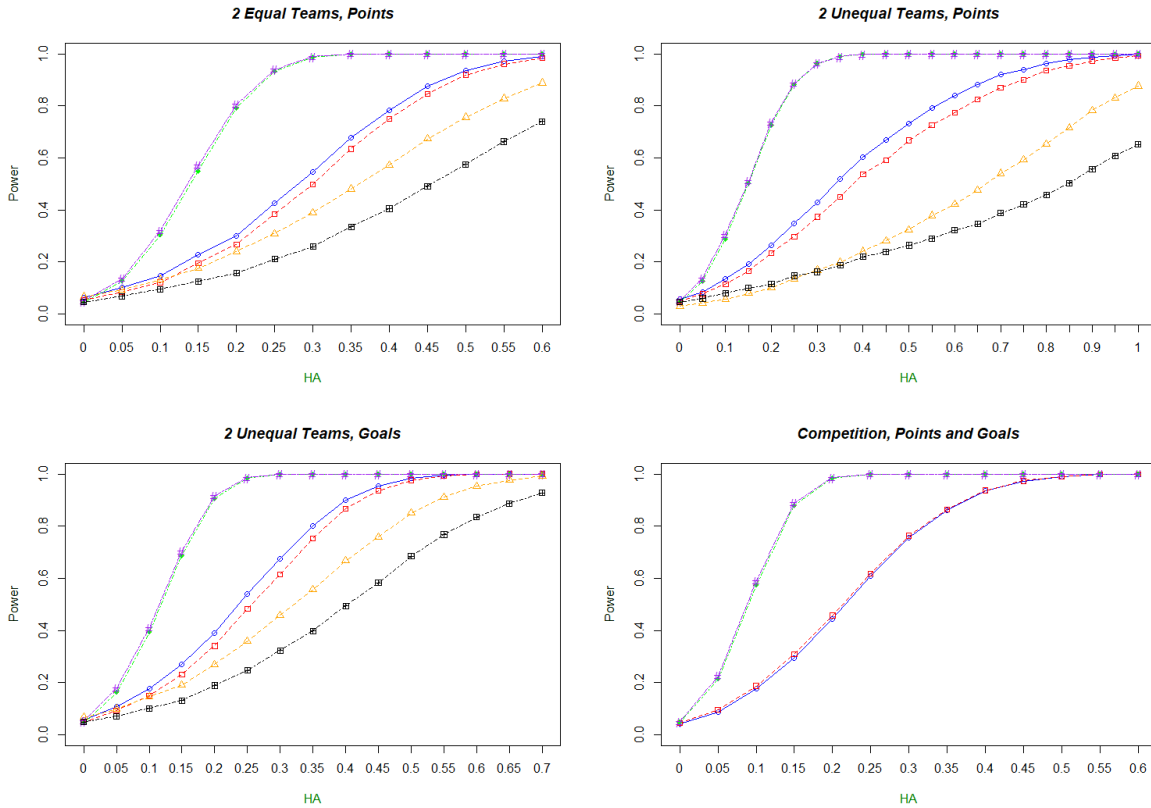 2 Equal Teams, Points
Power
0.0 0.2 0.4 0.6 0.8 1.0
0 0.05 0.1 0.15 0.2 0.25 0.3 0.35 0.4 0.45 0.5 0.55 0.6
HA
2 Unequal Teams, Points
Power
0.0 0.2 0.4 0.6 0.8 1.0
0 0.1 0.2 0.3 0.4 0.5 0.6 0.7 0.8 0.9 1
HA
2 Unequal Teams, Goals
Power
0.0 0.2 0.4 0.6 0.8 1.0
0 0.05 0.1 0.15 0.2 0.25 0.3 0.35 0.4 0.45 0.5 0.55 0.6 0.65 0.7
HA
Competition, Points and Goals
Power
0.0 0.2 0.4 0.6 0.8 1.0
0 0.05 0.1 0.15 0.2 0.25 0.3 0.35 0.4 0.45 0.5 0.55 0.6
HA